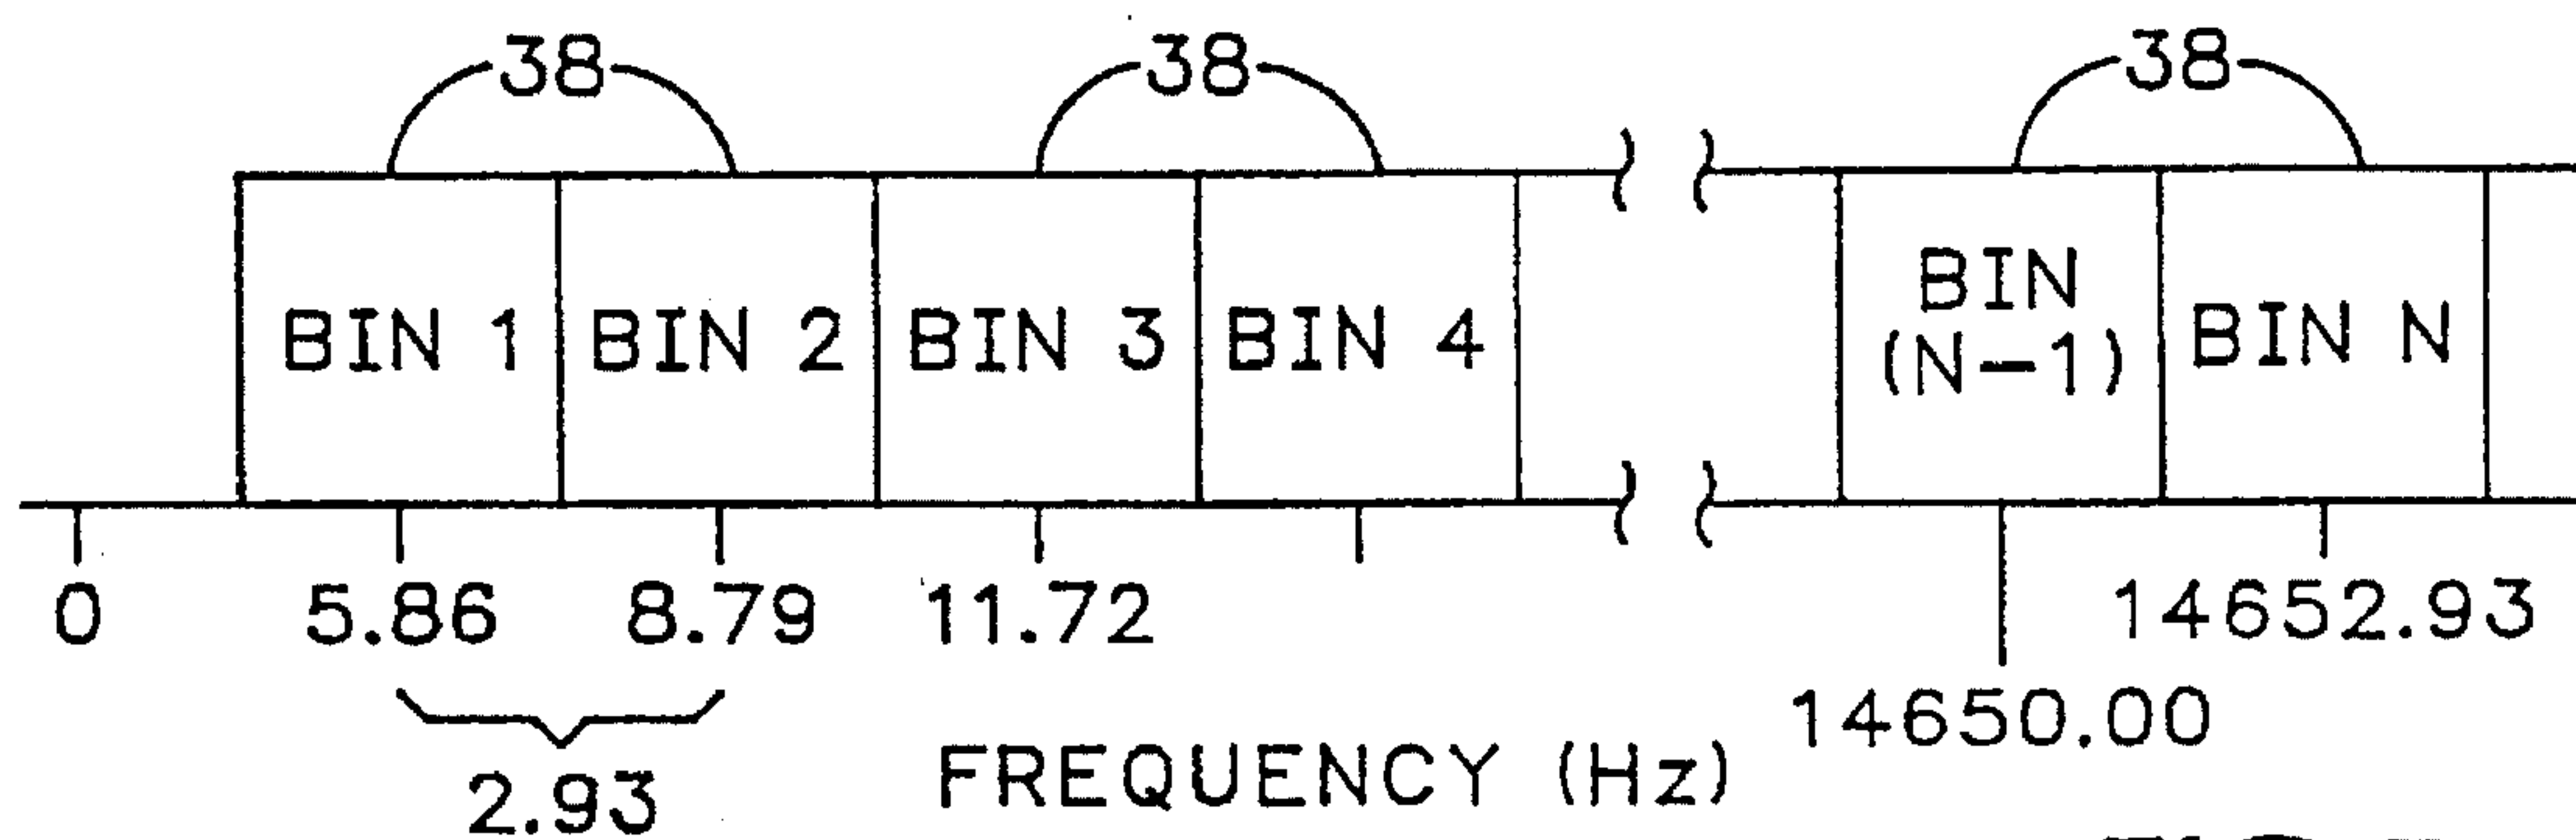 38 38 38
BIN 1 BIN 2 BIN 3 BIN 4 BIN (N-1) BIN N
0 5.86 8.79 11.72 14652.93
14650.00
2.93
FREQUENCY (Hz)